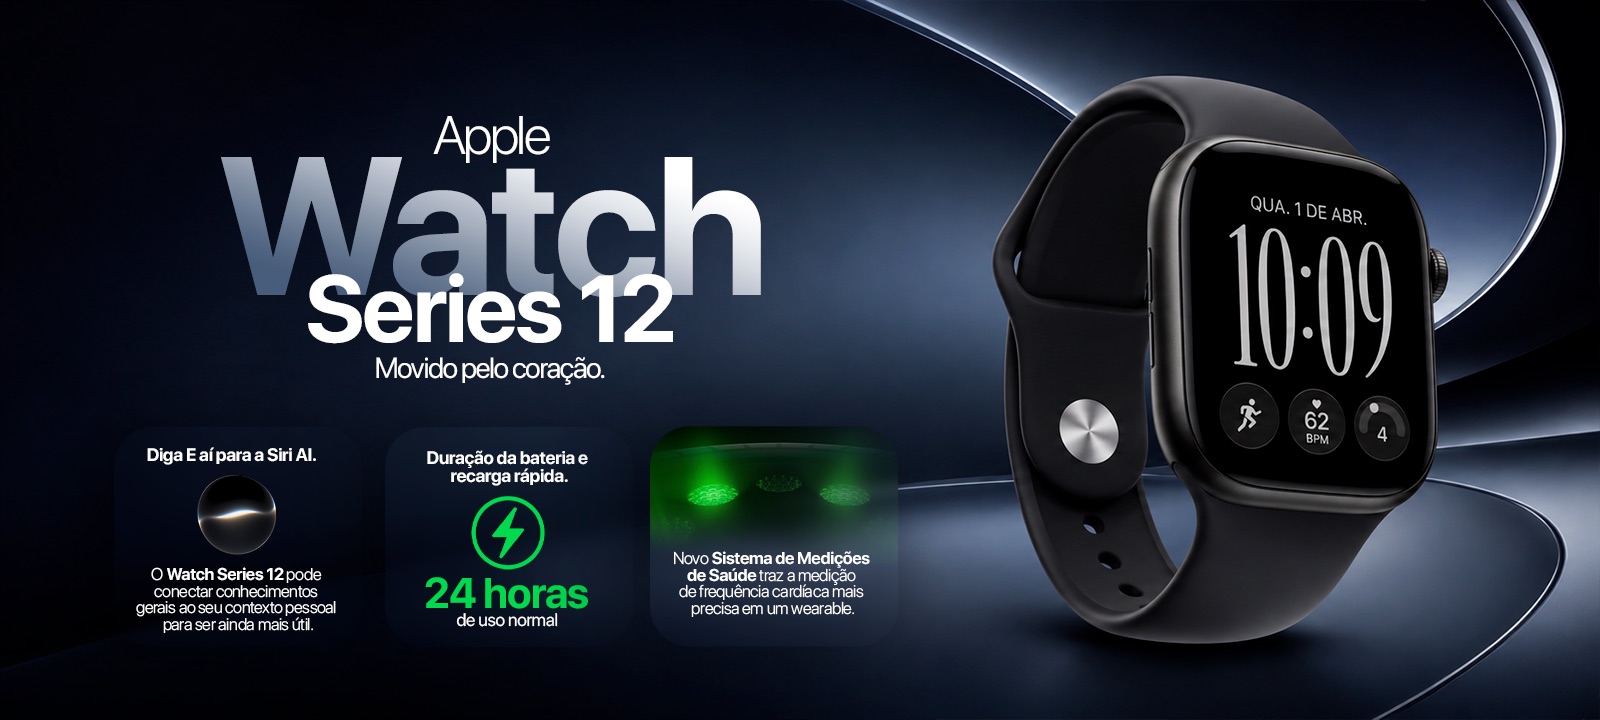 Apple
Watch
Series 12
Movido pelo coração.
Diga E aí para a Siri AI.
O Watch Series 12 pode
conectar conhecimentos
gerais ao seu contexto pessoal
para ser ainda mais útil.
Duração da bateria e
recarga rápida.
24 horas
de uso normal
Novo Sistema de Medições
de Saúde traz a medição
de frequência cardíaca mais
precisa em um wearable.
QUA. 1 DE ABR.
10:09
62
BPM
4